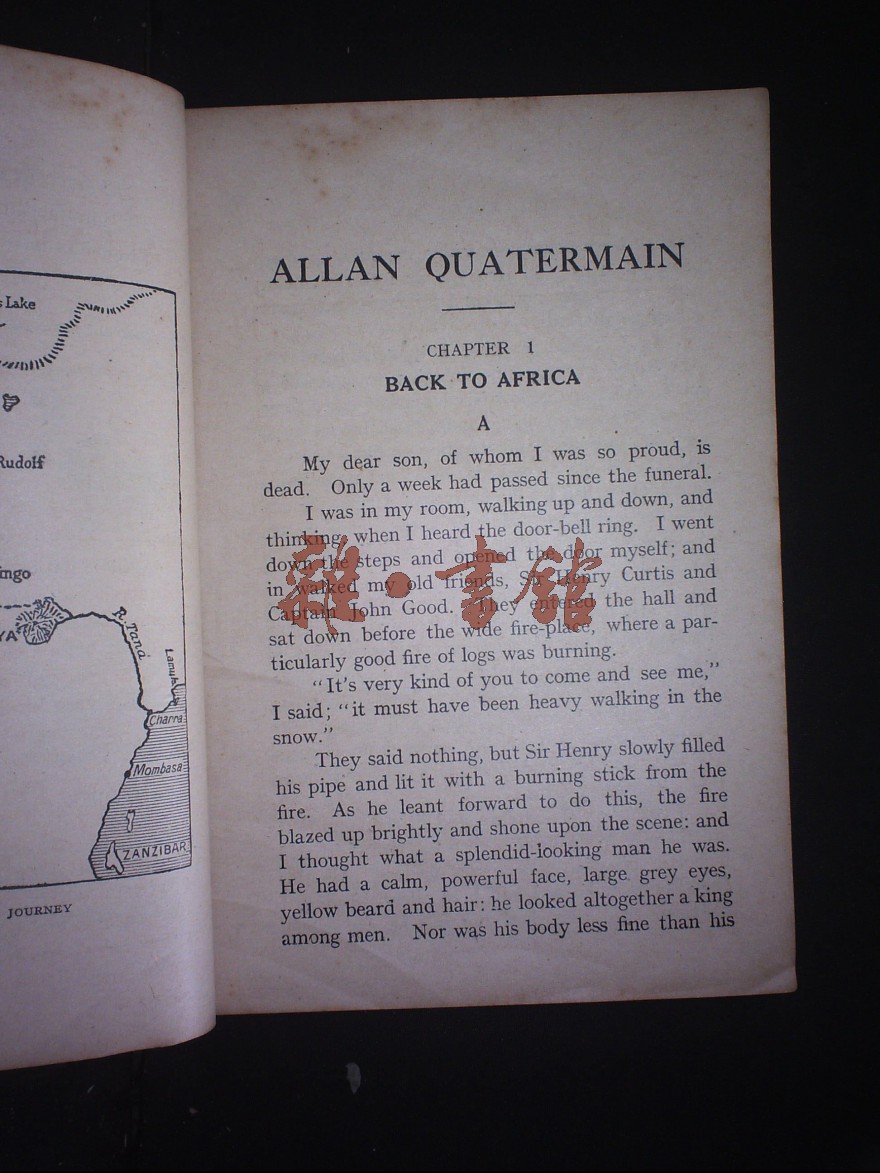 Lake
Rudolf
R. Tana
Lamu
Charra
Mombasa
ZANZIBAR
JOURNEY
ALLAN QUATERMAIN
CHAPTER 1
BACK TO AFRICA
A
My dear son, of whom I was so proud, is
dead. Only a week had passed since the funeral.
I was in my room, walking up and down, and
thinking, when I heard the door-bell ring. I went
down the steps and opened the door myself; and
in walked my old friends, Sir Henry Curtis and
Captain John Good. They entered the hall and
sat down before the wide fire-place, where a par-
ticularly good fire of logs was burning.
"It's very kind of you to come and see me,"
I said; "it must have been heavy walking in the
snow."
They said nothing, but Sir Henry slowly filled
his pipe and lit it with a burning stick from the
fire. As he leant forward to do this, the fire
blazed up brightly and shone upon the scene: and
I thought what a splendid-looking man he was.
He had a calm, powerful face, large grey eyes,
yellow beard and hair: he looked altogether a king
among men. Nor was his body less fine than his
雜·書館